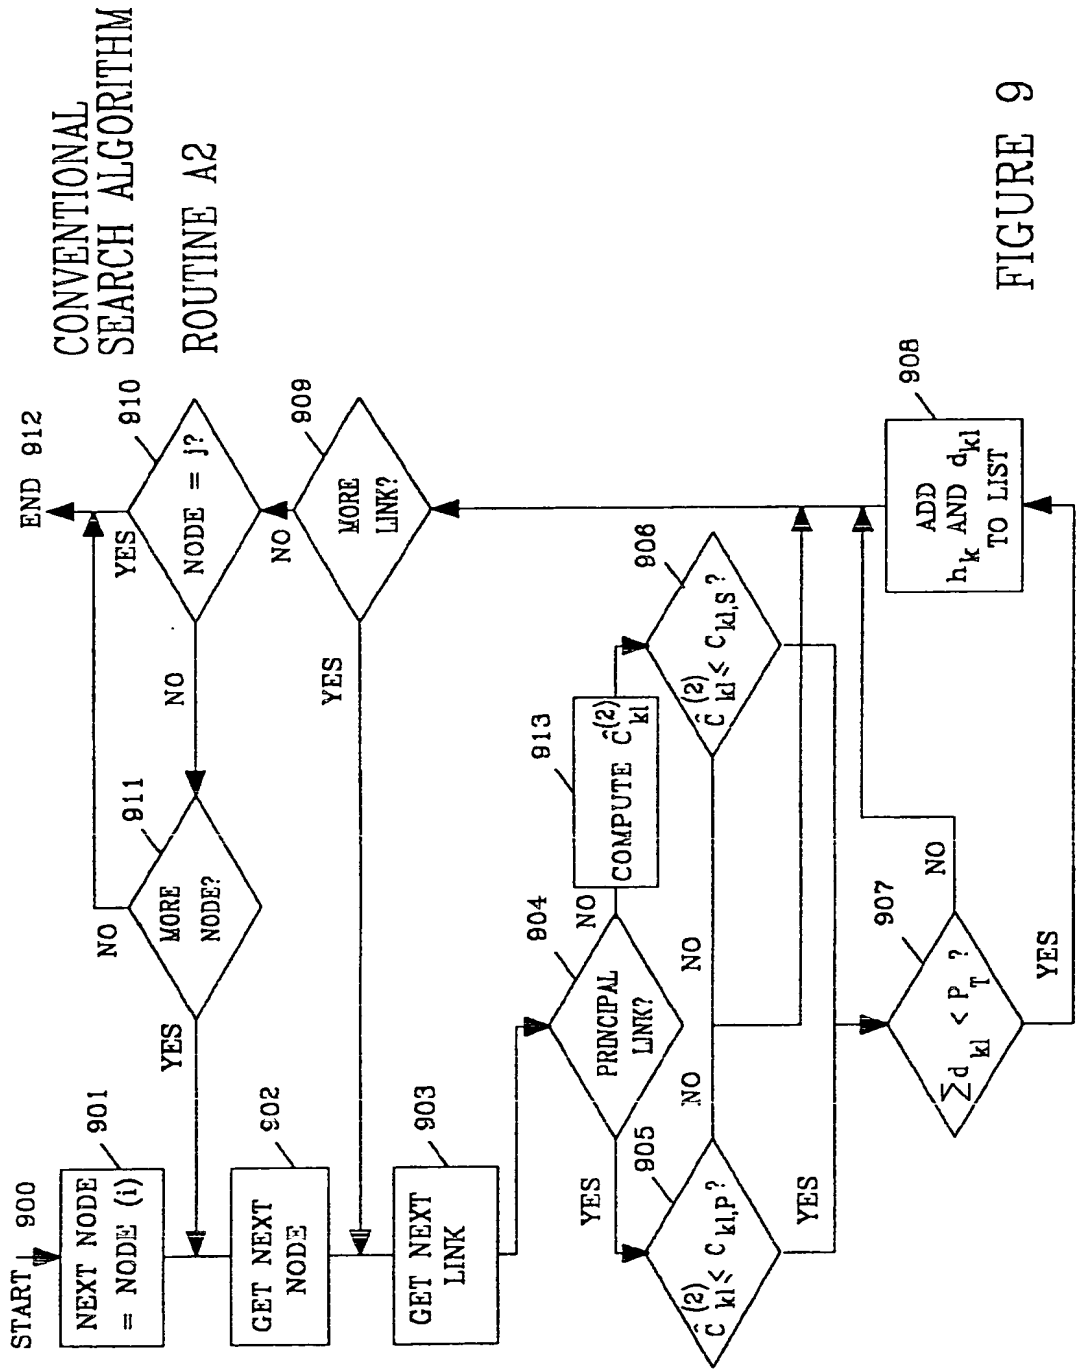 CONVENTIONAL
SEARCH ALGORITHM
ROUTINE A2
START 900
901
NEXT NODE
= NODE (i)
902
GET NEXT
NODE
903
GET NEXT
LINK
904
PRINCIPAL
LINK?
YES
NO
913
COMPUTE Ĉ(2)kl
905
Ĉ(2)kl ≤ Ckl,P?
NO
YES
906
Ĉ(2)kl ≤ Ckl,S?
NO
907
∑dkl < PT ?
NO
YES
908
ADD
hk AND dkl
TO LIST
909
MORE
LINK?
YES
NO
910
NODE = j?
YES
NO
911
MORE
NODE?
NO
YES
END 912
FIGURE 9